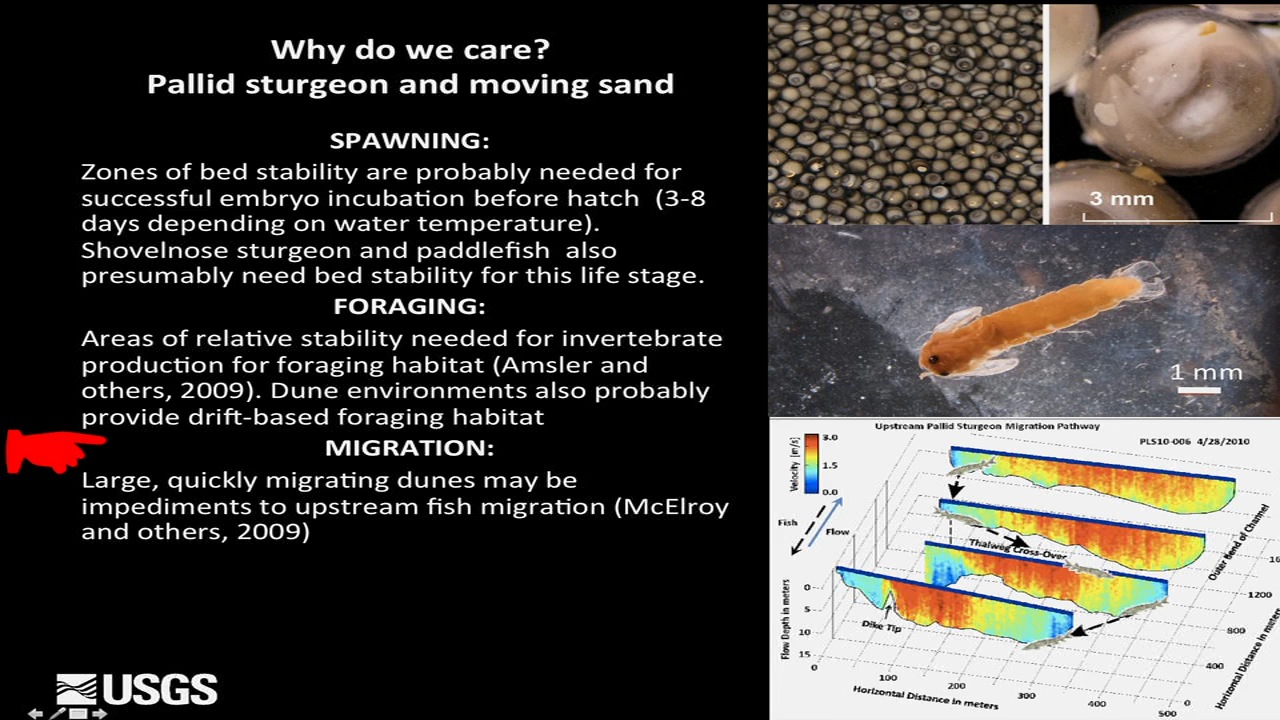 Why do we care?
Pallid sturgeon and moving sand
SPAWNING:
Zones of bed stability are probably needed for
successful embryo incubation before hatch (3-8
days depending on water temperature).
Shovelnose sturgeon and paddlefish also
presumably need bed stability for this life stage.
FORAGING:
Areas of relative stability needed for invertebrate
production for foraging habitat (Amsler and
others, 2009). Dune environments also probably
provide drift-based foraging habitat
MIGRATION:
Large, quickly migrating dunes may be
impediments to upstream fish migration (McElroy
and others, 2009)
USGS
3 mm
1 mm
Upstream Pallid Sturgeon Migration Pathway
PLS10-006 4/28/2010
Velocity [m/s]
3.0
1.5
0.0
Fish
Flow
Thalweg Cross-Over
Outer Bend of Channel
Dike Tip
Flow Depth in meters
0
5
10
15
0
100
200
300
400
500
Horizontal Distance in meters
0
400
800
1200
16
Horizontal Distance in meters